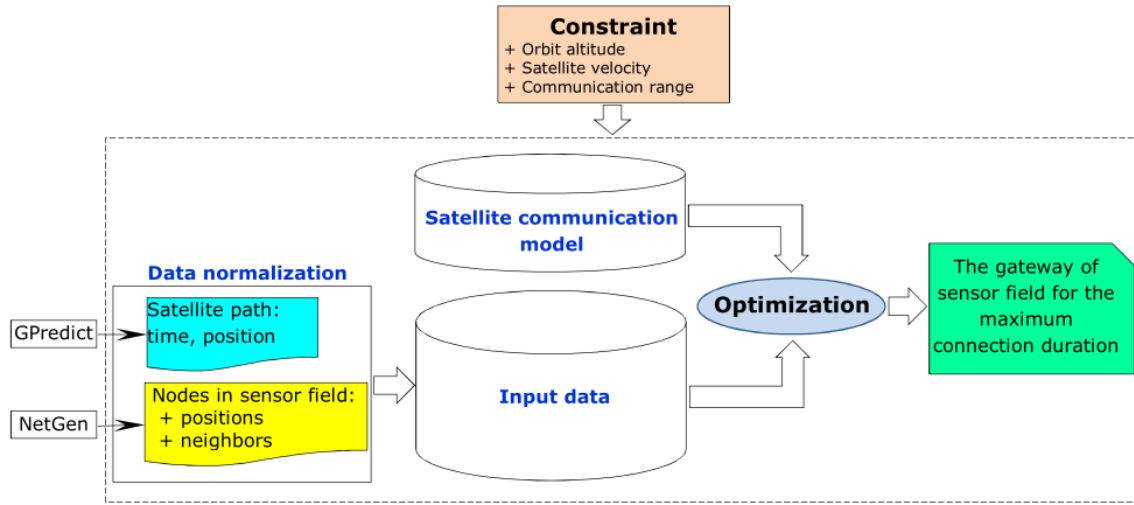 Constraint
+ Orbit altitude
+ Satellite velocity
+ Communication range
Satellite communication
model
Data normalization
Satellite path:
time, position
GPredict
Nodes in sensor field:
+ positions
+ neighbors
NetGen
Input data
Optimization
The gateway of
sensor field for the
maximum
connection duration